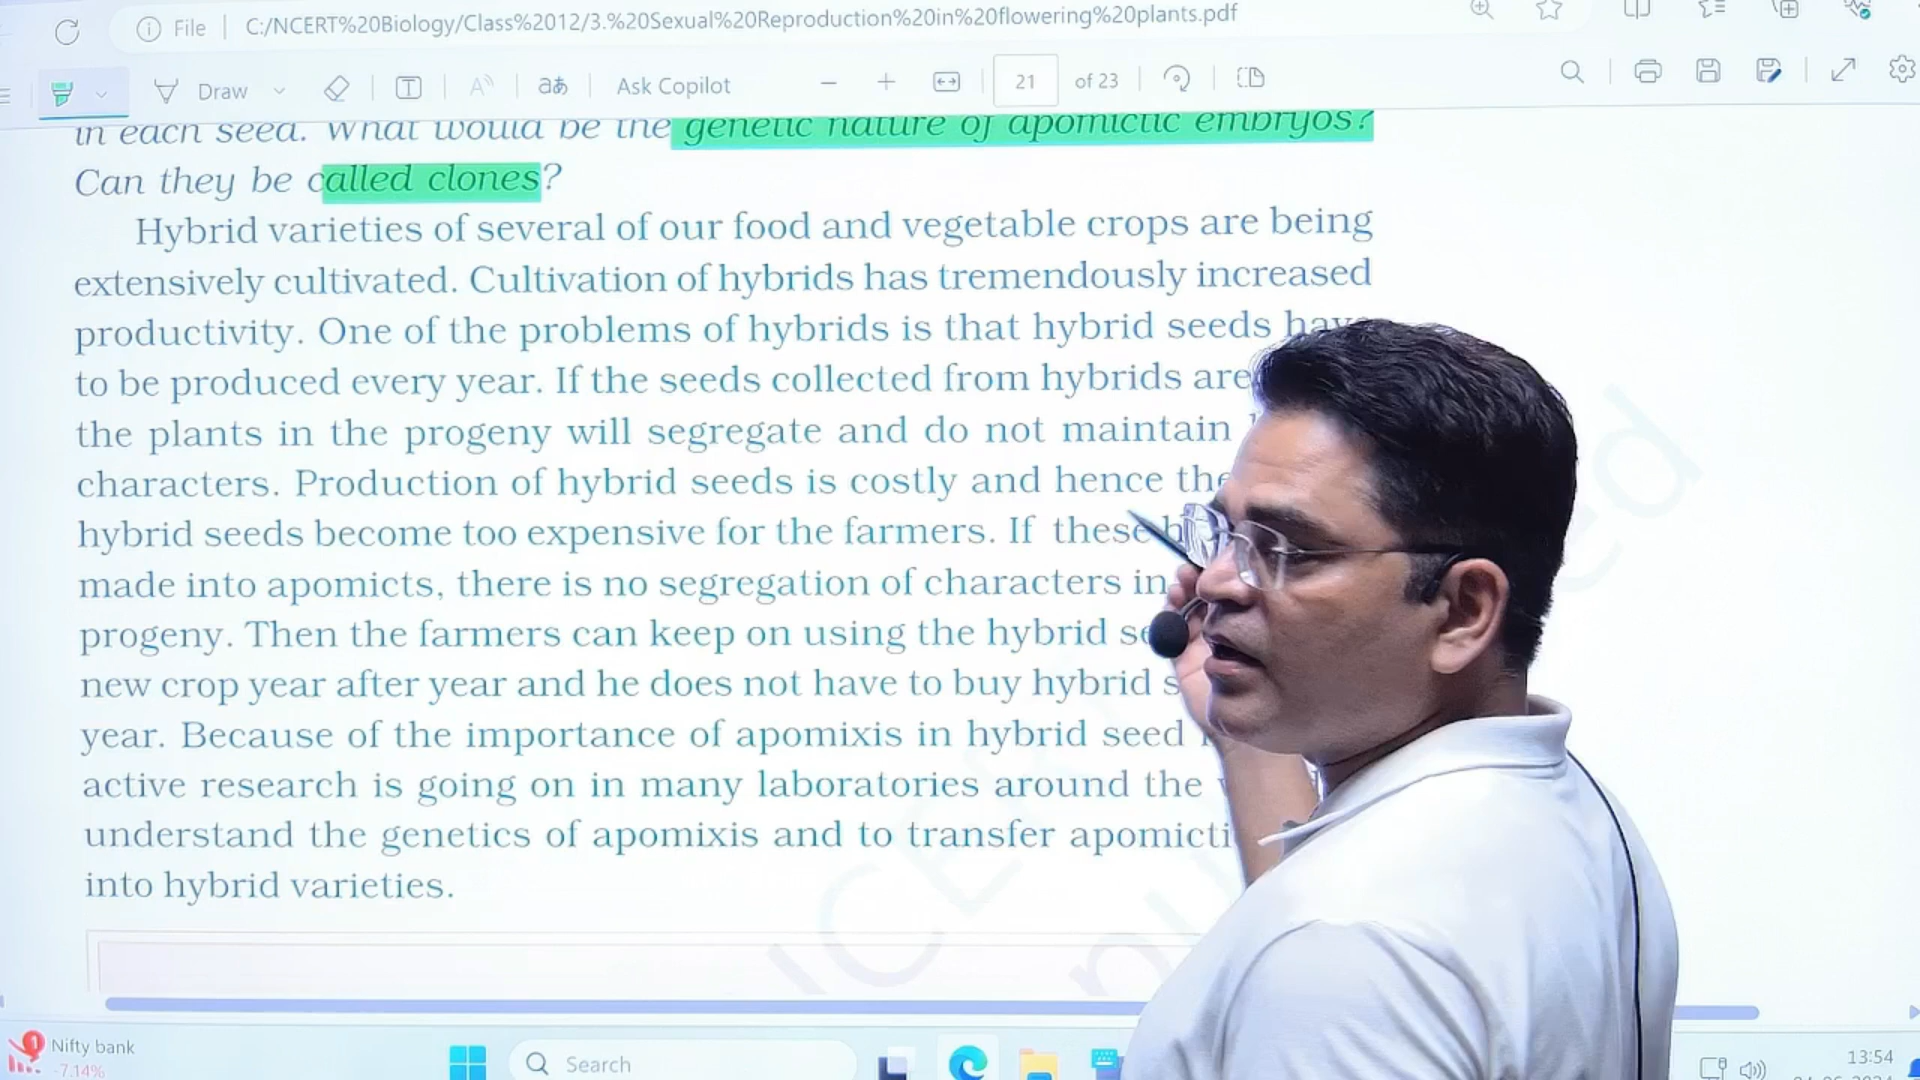 File | C:/NCERT%20Biology/Class%2012/3.%20Sexual%20Reproduction%20in%20flowering%20plants.pdf
Draw
Ask Copilot
21 of 23
in each seed. What would be the genetic nature of apomictic embryos?
Can they be called clones?
Hybrid varieties of several of our food and vegetable crops are being
extensively cultivated. Cultivation of hybrids has tremendously increased
productivity. One of the problems of hybrids is that hybrid seeds have
to be produced every year. If the seeds collected from hybrids are
the plants in the progeny will segregate and do not maintain
characters. Production of hybrid seeds is costly and hence the
hybrid seeds become too expensive for the farmers. If these
made into apomicts, there is no segregation of characters in
progeny. Then the farmers can keep on using the hybrid
new crop year after year and he does not have to buy hybrid
year. Because of the importance of apomixis in hybrid seed
active research is going on in many laboratories around the
understand the genetics of apomixis and to transfer apomicti
into hybrid varieties.
Nifty bank
-7.14%
Search
13:54